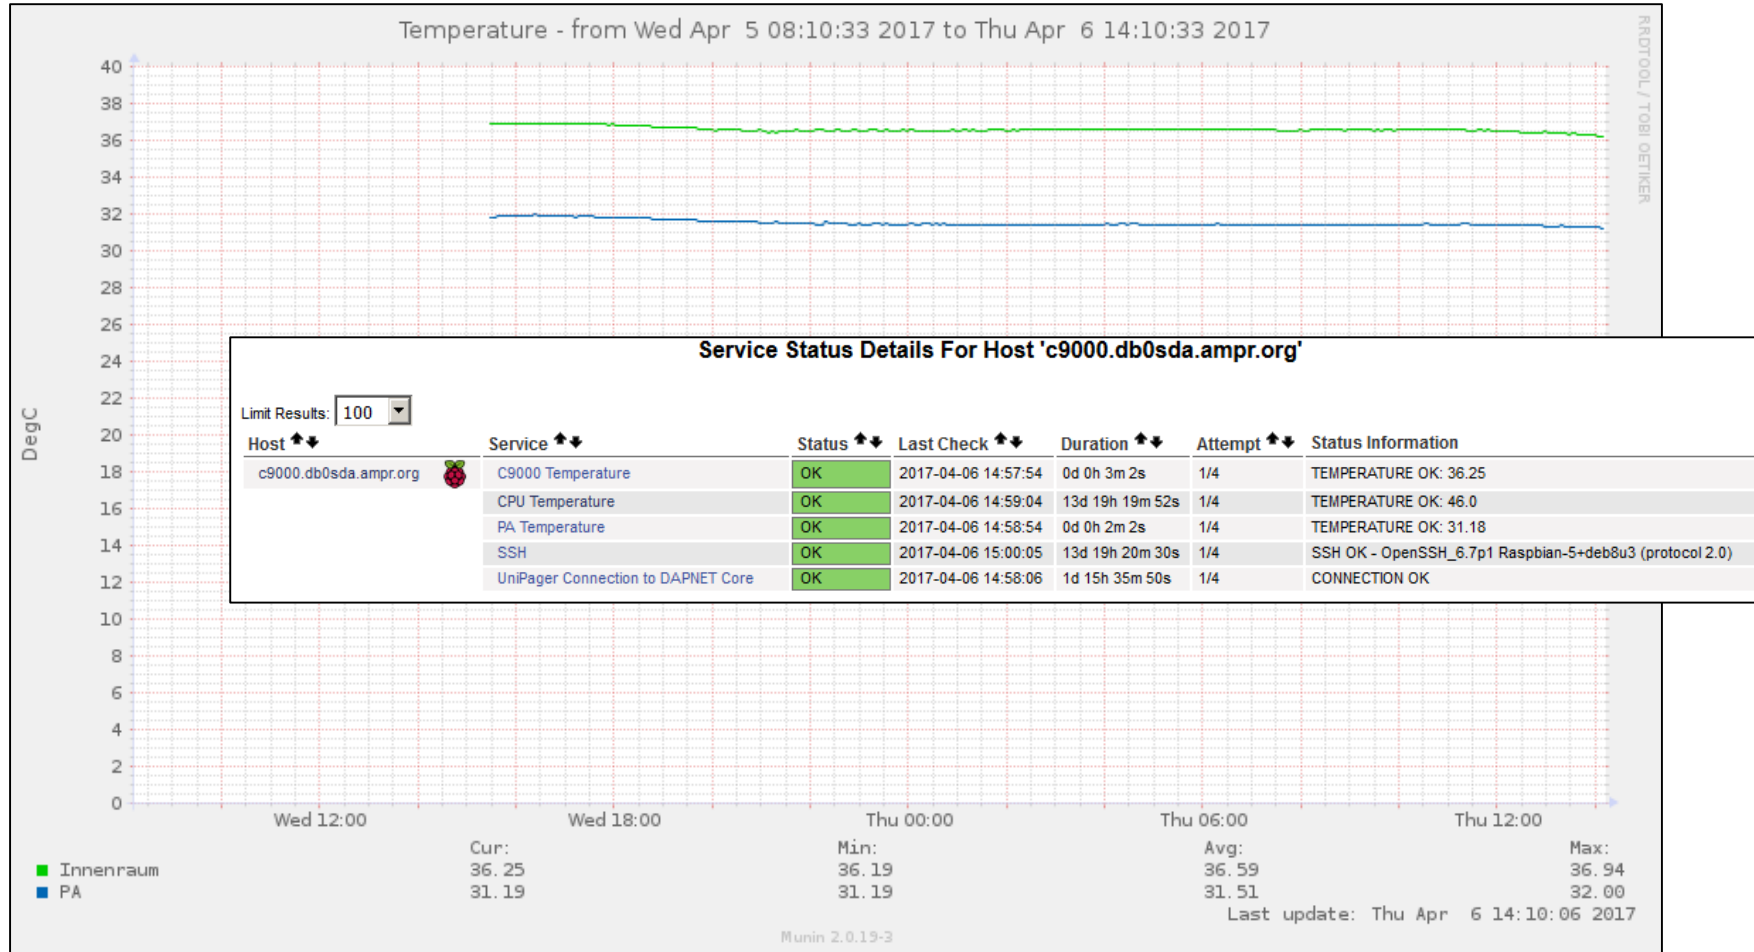 Temperature - from Wed Apr 5 08:10:33 2017 to Thu Apr 6 14:10:33 2017
RRDTOOL / TOBI OETIKER
40
38
36
34
32
30
28
26
24
22
20
18
16
14
12
10
8
6
4
2
0
DegC
Service Status Details For Host 'c9000.db0sda.ampr.org'
Limit Results: 100
Host Service Status Last Check Duration Attempt Status Information
c9000.db0sda.ampr.org C9000 Temperature OK 2017-04-06 14:57:54 0d 0h 3m 2s 1/4 TEMPERATURE OK: 36.25
CPU Temperature OK 2017-04-06 14:59:04 13d 19h 19m 52s 1/4 TEMPERATURE OK: 46.0
PA Temperature OK 2017-04-06 14:58:54 0d 0h 2m 2s 1/4 TEMPERATURE OK: 31.18
SSH OK 2017-04-06 15:00:05 13d 19h 20m 30s 1/4 SSH OK - OpenSSH_6.7p1 Raspbian-5+deb8u3 (protocol 2.0)
UniPager Connection to DAPNET Core OK 2017-04-06 14:58:06 1d 15h 35m 50s 1/4 CONNECTION OK
Wed 12:00 Wed 18:00 Thu 00:00 Thu 06:00 Thu 12:00
Cur: Min: Avg: Max:
Innenraum 36.25 36.19 36.59 36.94
PA 31.19 31.19 31.51 32.00
Last update: Thu Apr 6 14:10:06 2017
Munin 2.0.19-3